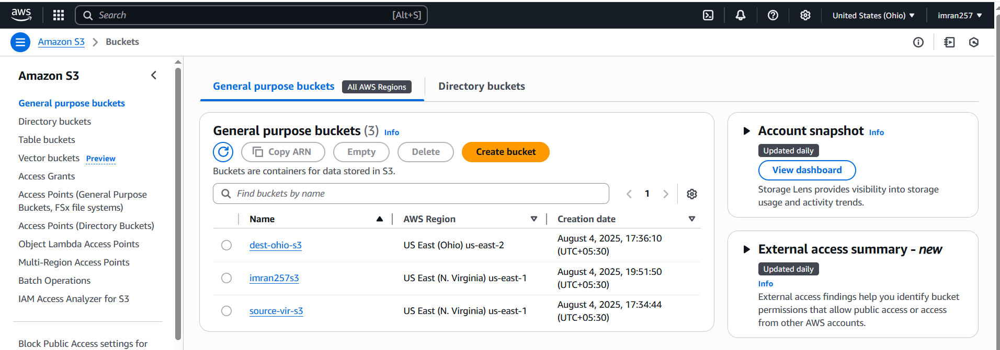 aws
Search [Alt+S]
United States (Ohio) ▼
imran257 ▼
Amazon S3 > Buckets
Amazon S3
General purpose buckets
Directory buckets
Table buckets
Vector buckets Preview
Access Grants
Access Points (General Purpose
Buckets, FSx file systems)
Access Points (Directory Buckets)
Object Lambda Access Points
Multi-Region Access Points
Batch Operations
IAM Access Analyzer for S3
Block Public Access settings for
General purpose buckets All AWS Regions
Directory buckets
General purpose buckets (3) Info
Copy ARN
Empty
Delete
Create bucket
Buckets are containers for data stored in S3.
Find buckets by name
1
Name AWS Region Creation date
dest-ohio-s3 US East (Ohio) us-east-2 August 4, 2025, 17:36:10
(UTC+05:30)
imran257s3 US East (N. Virginia) us-east-1 August 4, 2025, 19:51:50
(UTC+05:30)
source-vir-s3 US East (N. Virginia) us-east-1 August 4, 2025, 17:34:44
(UTC+05:30)
Account snapshot Info
Updated daily
View dashboard
Storage Lens provides visibility into storage
usage and activity trends.
External access summary - new
Updated daily
Info
External access findings help you identify bucket
permissions that allow public access or access
from other AWS accounts.